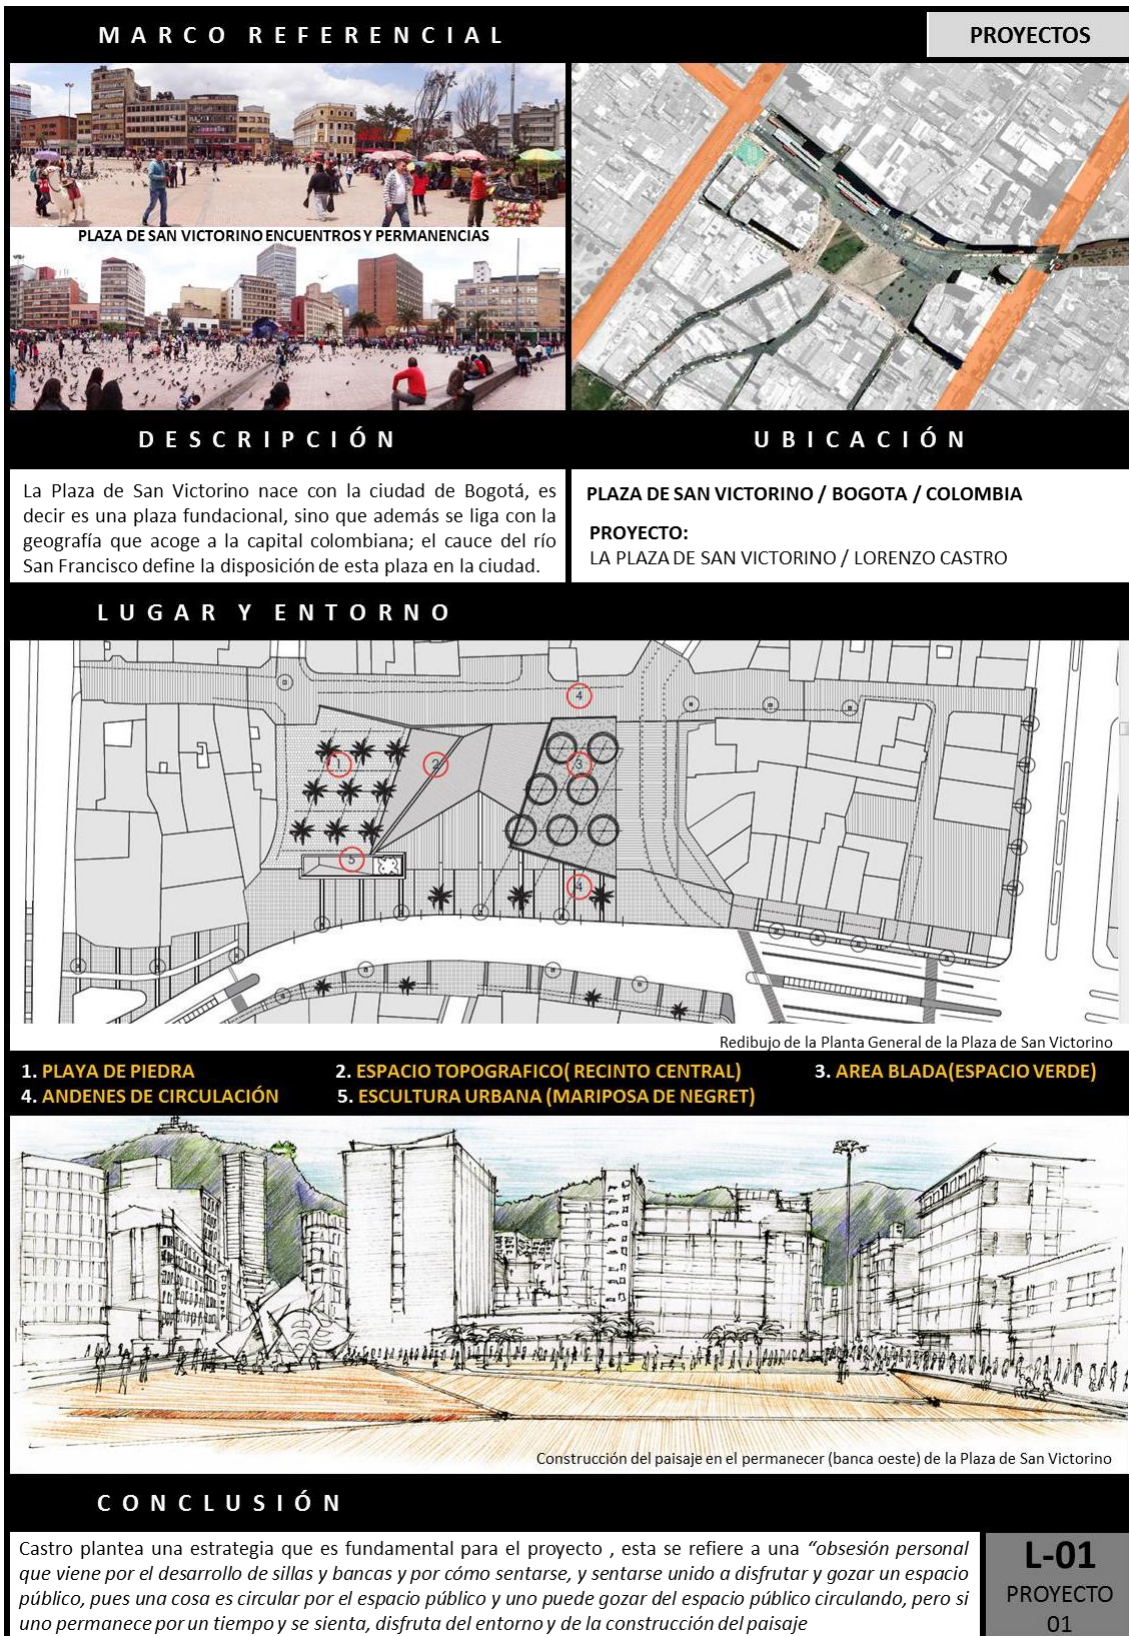 MARCO REFERENCIAL
PROYECTOS
PLAZA DE SAN VICTORINO ENCUENTROS Y PERMANENCIAS
DESCRIPCIÓN
UBICACIÓN
La Plaza de San Victorino nace con la ciudad de Bogotá, es
decir es una plaza fundacional, sino que además se liga con la
geografía que acoge a la capital colombiana; el cauce del río
San Francisco define la disposición de esta plaza en la ciudad.
PLAZA DE SAN VICTORINO / BOGOTA / COLOMBIA
PROYECTO:
LA PLAZA DE SAN VICTORINO / LORENZO CASTRO
LUGAR Y ENTORNO
4
1
2
3
5
4
Redibujo de la Planta General de la Plaza de San Victorino
1. PLAYA DE PIEDRA
2. ESPACIO TOPOGRAFICO( RECINTO CENTRAL)
3. AREA BLADA(ESPACIO VERDE)
4. ANDENES DE CIRCULACIÓN
5. ESCULTURA URBANA (MARIPOSA DE NEGRET)
Construcción del paisaje en el permanecer (banca oeste) de la Plaza de San Victorino
CONCLUSIÓN
Castro plantea una estrategia que es fundamental para el proyecto , esta se refiere a una “obsesión personal
que viene por el desarrollo de sillas y bancas y por cómo sentarse, y sentarse unido a disfrutar y gozar un espacio
público, pues una cosa es circular por el espacio público y uno puede gozar del espacio público circulando, pero si
uno permanece por un tiempo y se sienta, disfruta del entorno y de la construcción del paisaje
L-01
PROYECTO
01